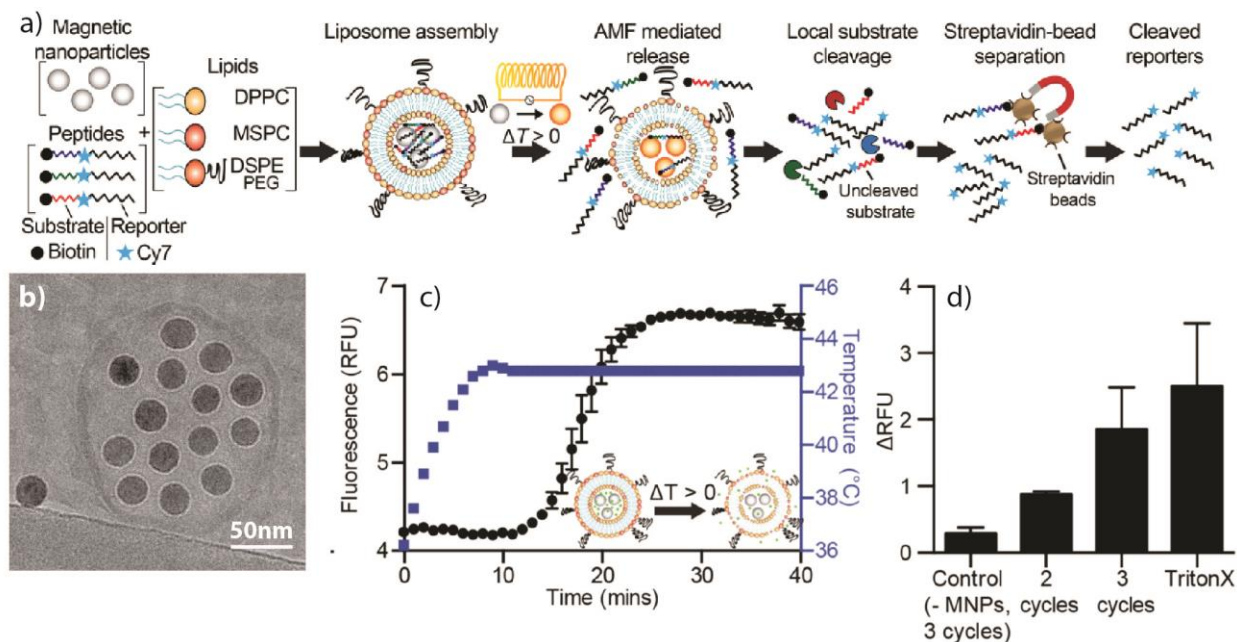 a)
Magnetic
nanoparticles
Lipids
DPPC
MSPC
DSPE
PEG
Peptides
+
Substrate
Reporter
Biotin
Cy7
Liposome assembly
ΔT > 0
AMF mediated
release
Local substrate
cleavage
Uncleaved
substrate
Streptavidin-bead
separation
Streptavidin
beads
Cleaved
reporters
b)
50nm
c)
Fluorescence (RFU)
7
6
5
4
0
10
20
30
40
Time (mins)
Temperature (°C)
46
44
42
40
38
36
ΔT > 0
d)
ΔRFU
4
3
2
1
0
Control
(- MNPs,
3 cycles)
2
cycles
3
cycles
TritonX